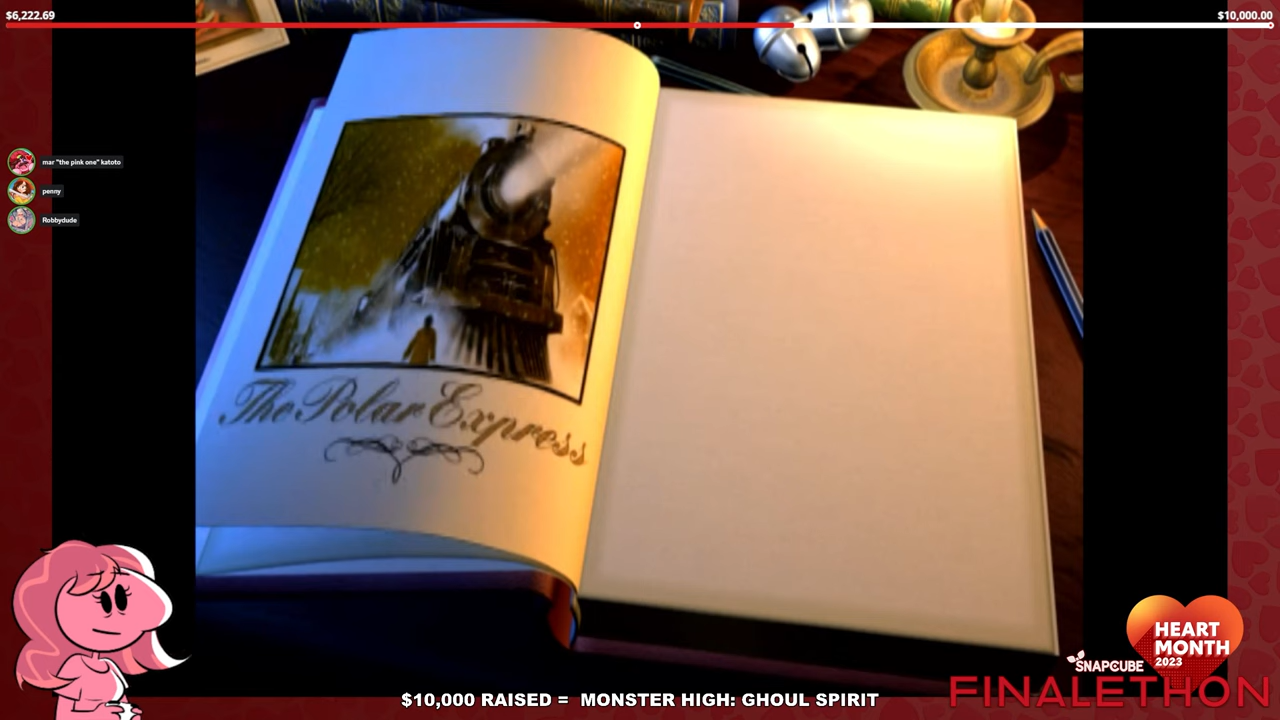 $6,222.69
$10,000.00
mar "the pink one" katoto
penny
Robbydude
The Polar Express
HEART
MONTH
2023
SNAPCUBE
FINALETHON
$10,000 RAISED = MONSTER HIGH: GHOUL SPIRIT